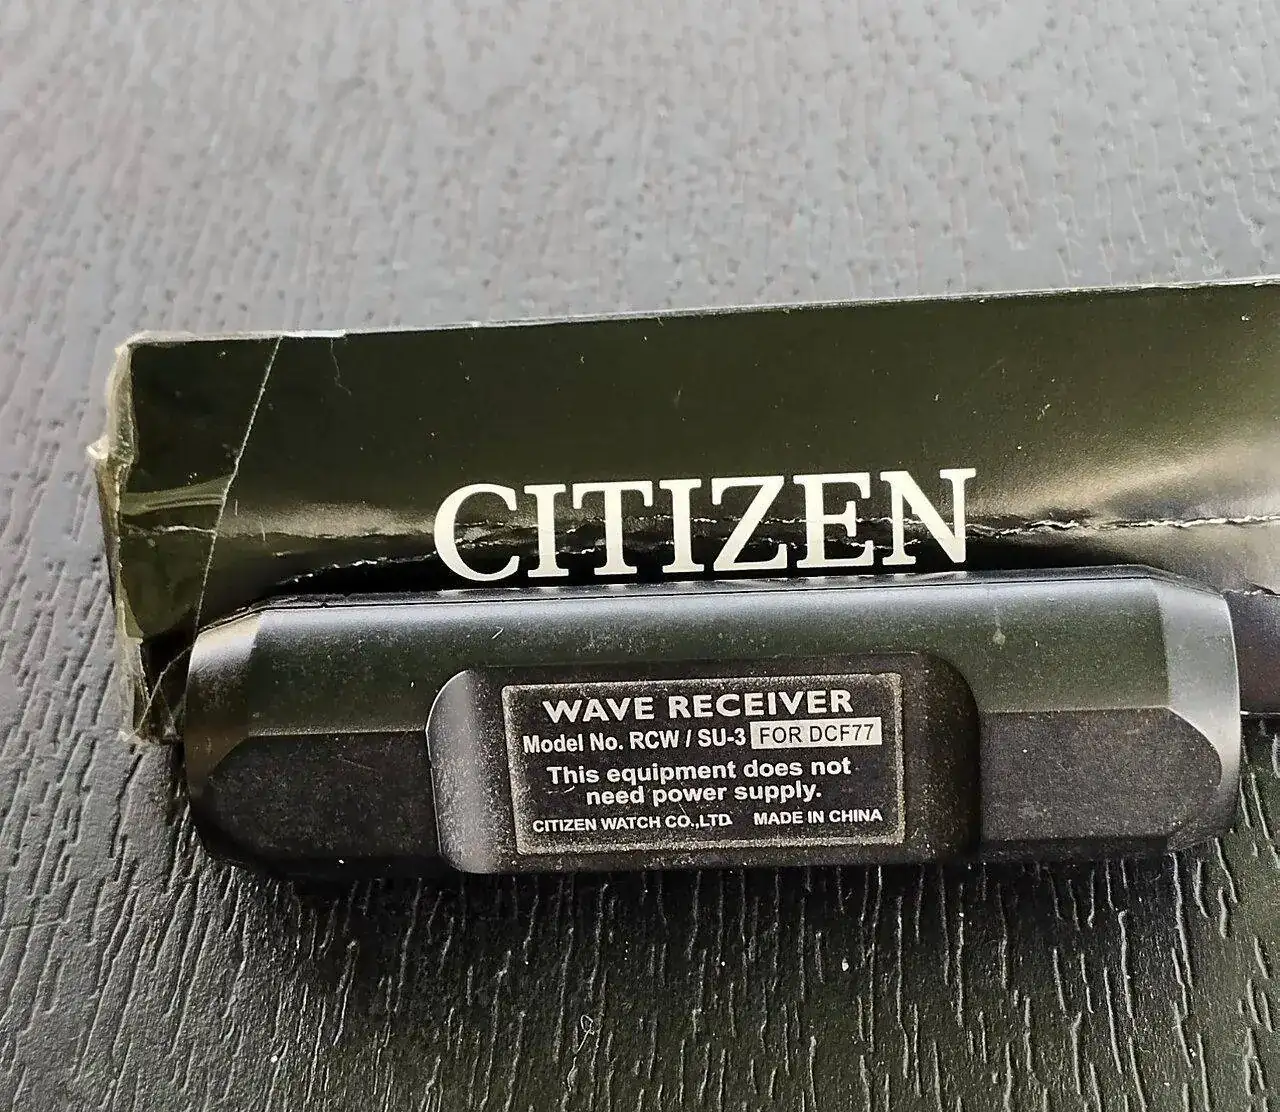 CITIZEN
WAVE RECEIVER
Model No. RCW / SU-3 FOR DCF77
This equipment does not
need power supply.
CITIZEN WATCH CO.,LTD. MADE IN CHINA